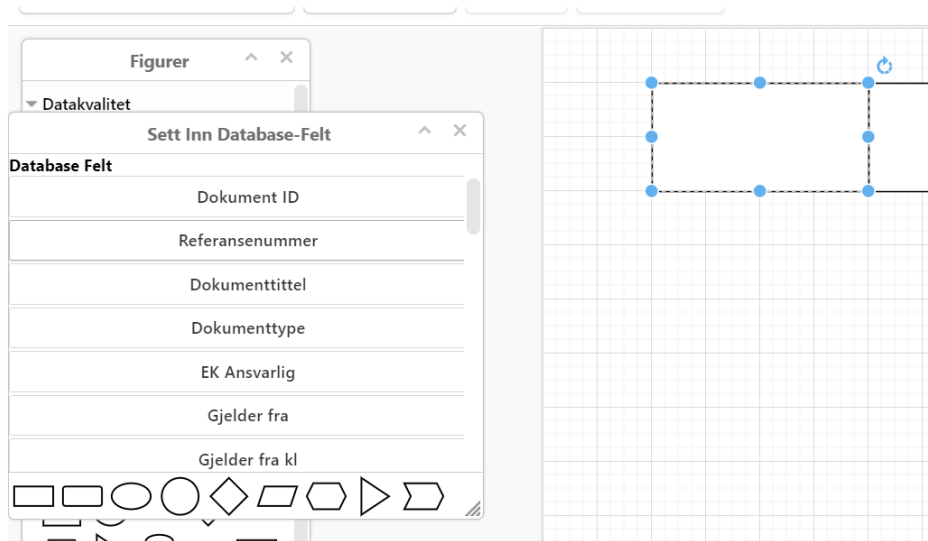 Figurer
Datakvalitet
Sett Inn Database-Felt
Database Felt
Dokument ID
Referansenummer
Dokumenttittel
Dokumenttype
EK Ansvarlig
Gjelder fra
Gjelder fra kl